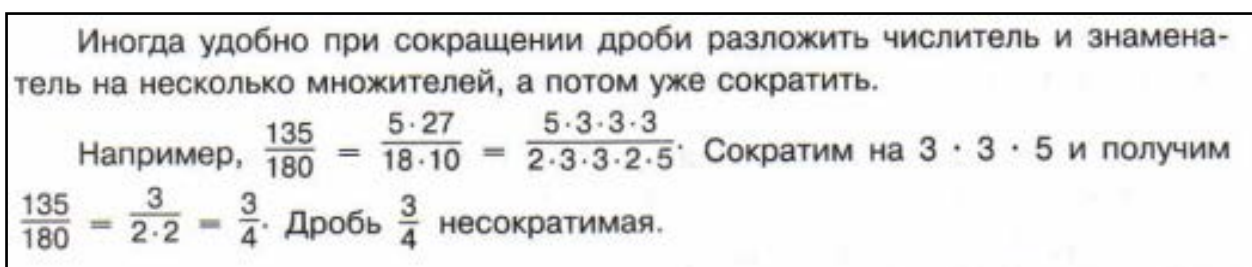 Иногда удобно при сокращении дроби разложить числитель и знамена-
тель на несколько множителей, а потом уже сократить.
Например, 135/180 = 5·27/18·10 = 5·3·3·3/2·3·3·2·5. Сократим на 3 · 3 · 5 и получим
135/180 = 3/2·2 = 3/4. Дробь 3/4 несократимая.